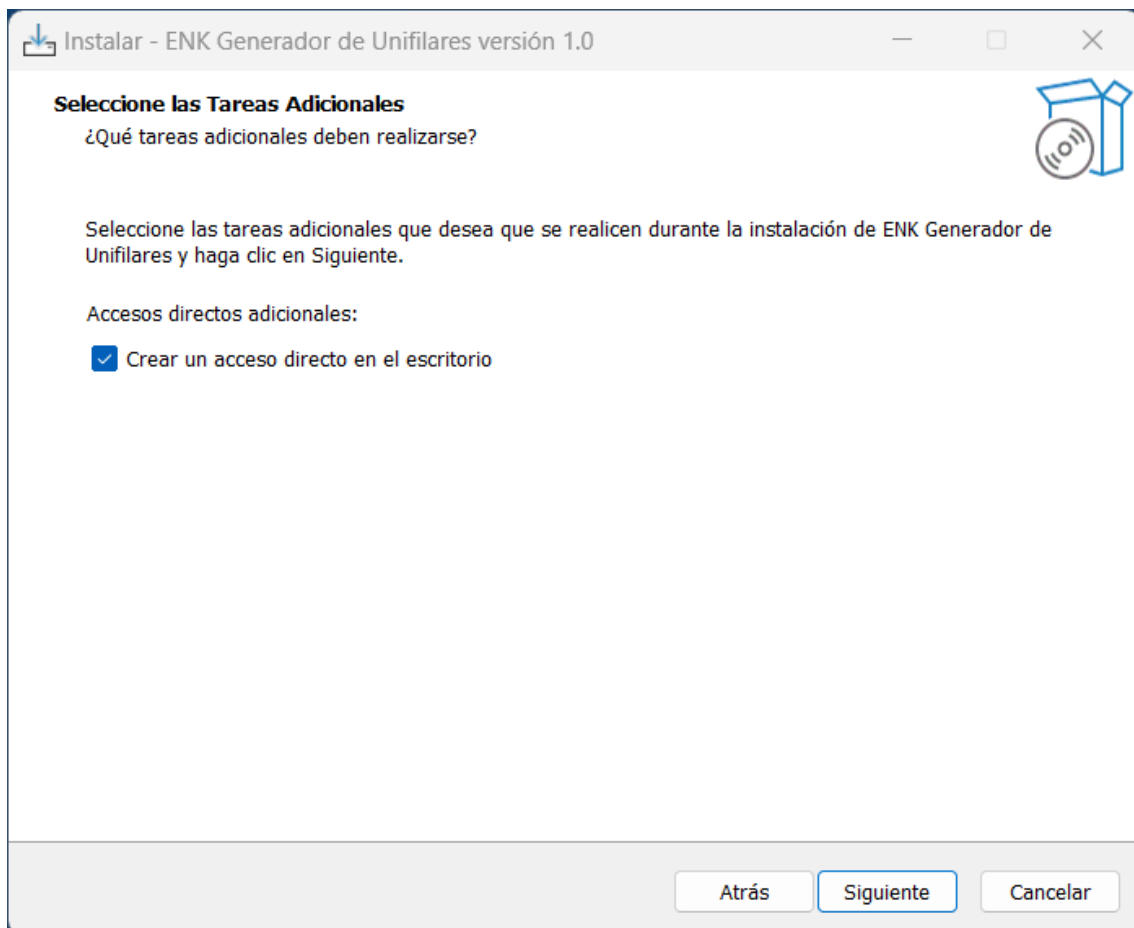 Instalar - ENK Generador de Unifilares versión 1.0
Seleccione las Tareas Adicionales
¿Qué tareas adicionales deben realizarse?
Seleccione las tareas adicionales que desea que se realicen durante la instalación de ENK Generador de
Unifilares y haga clic en Siguiente.
Accesos directos adicionales:
Crear un acceso directo en el escritorio
Atrás
Siguiente
Cancelar